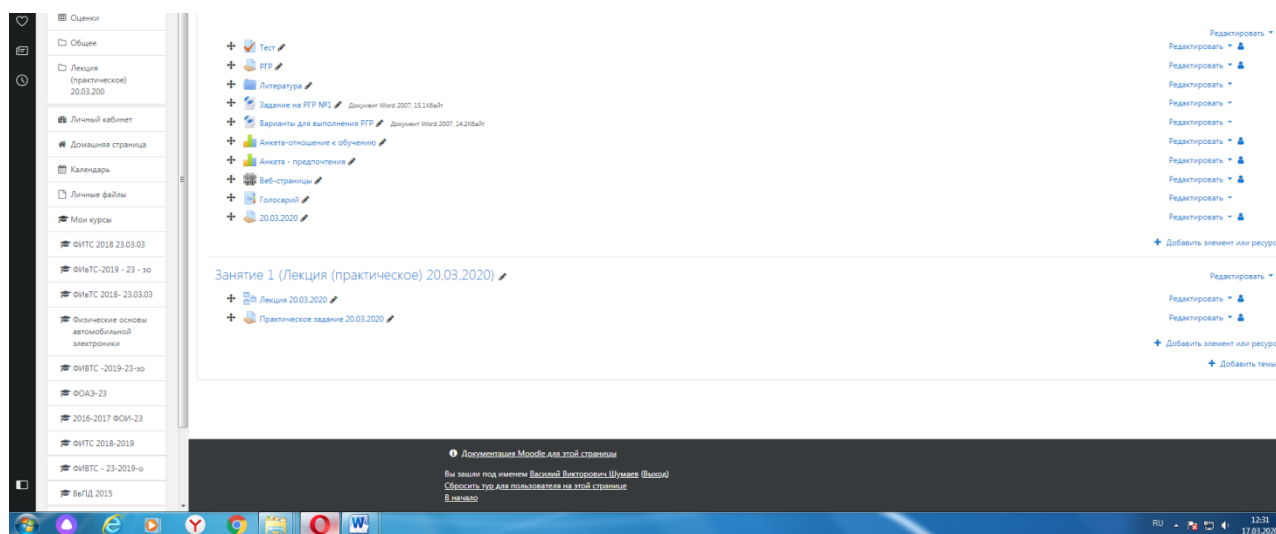 Оценки
Общее
Лекция
(практическое)
20.03.200
Личный кабинет
Домашняя страница
Календарь
Личные файлы
Мои курсы
ФИТС 2018 23.03.03
ФИвТС-2019 - 23 - зо
ФИвТС 2018- 23.03.03
Физические основы
автомобильной
электроники
ФИВТС -2019-23-зо
ФОАЭ-23
2016-2017 ФОИ-23
ФИТС 2018-2019
ФИВТС - 23-2019-о
ВвПД 2015
Редактировать
Тест Редактировать
РГР Редактировать
Литература Редактировать
Задание на РГР №1 Документ Word 2007, 15.1Кбайт Редактировать
Варианты для выполнения РГР Документ Word 2007, 14.2Кбайт Редактировать
Анкета-отношение к обучению Редактировать
Анкета - предпочтения Редактировать
Веб-страницы Редактировать
Голосарий Редактировать
20.03.2020 Редактировать
Добавить элемент или ресурс
Занятие 1 (Лекция (практическое) 20.03.2020) Редактировать
Лекция 20.03.2020 Редактировать
Практическое задание 20.03.2020 Редактировать
Добавить элемент или ресурс
Добавить темы
Документация Moodle для этой страницы
Вы зашли под именем Василий Викторович Шумаев (Выход)
Сбросить тур для пользователя на этой странице
В начало
RU 12:31
17.03.2020